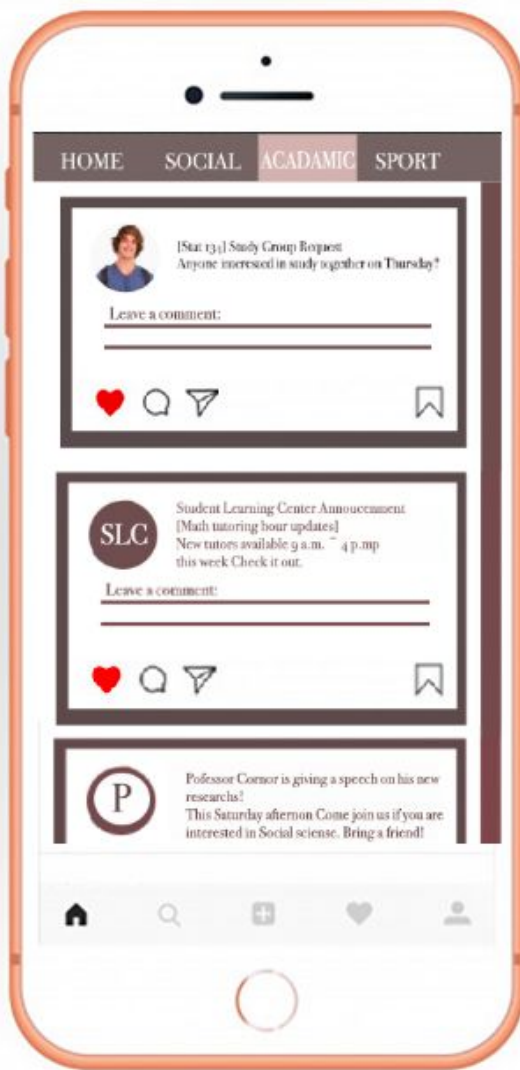 HOME SOCIAL ACADAMIC SPORT
[Stat 134] Study Group Request
Anyone interested in study together on Thursday?
Leave a comment:
SLC
Student Learning Center Annoucenment
[Math tutoring hour updates]
New tutors available 9 a.m. ~ 4 p.mp
this week Check it out.
Leave a comment:
P
Pofessor Cornor is giving a speech on his new
researchs!
This Saturday afternon Come join us if you are
interested in Social sciense. Bring a friend!